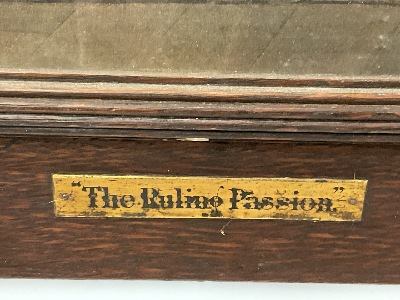 "The Ruling Passion."